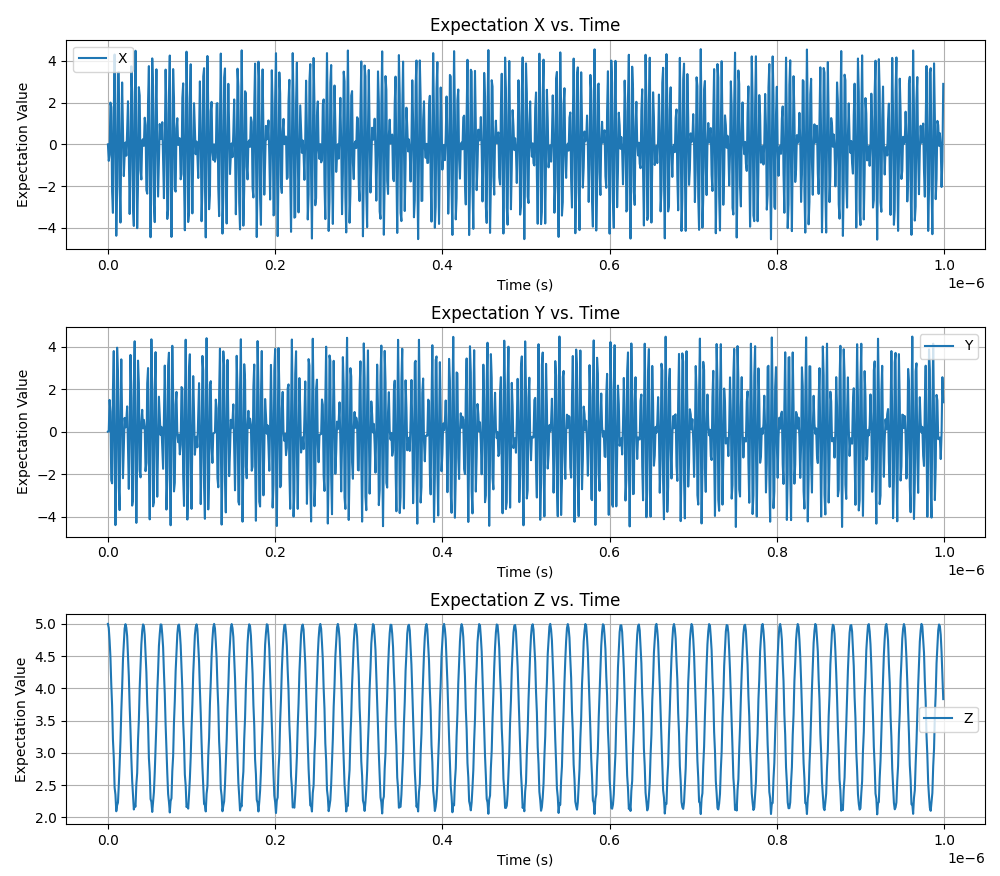 Expectation X vs. Time
X
Expectation Value
4
2
0
−2
−4
0.0 0.2 0.4 0.6 0.8 1.0
1e−6
Time (s)
Expectation Y vs. Time
Y
Expectation Value
4
2
0
−2
−4
0.0 0.2 0.4 0.6 0.8 1.0
1e−6
Time (s)
Expectation Z vs. Time
Z
Expectation Value
5.0
4.5
4.0
3.5
3.0
2.5
2.0
0.0 0.2 0.4 0.6 0.8 1.0
1e−6
Time (s)